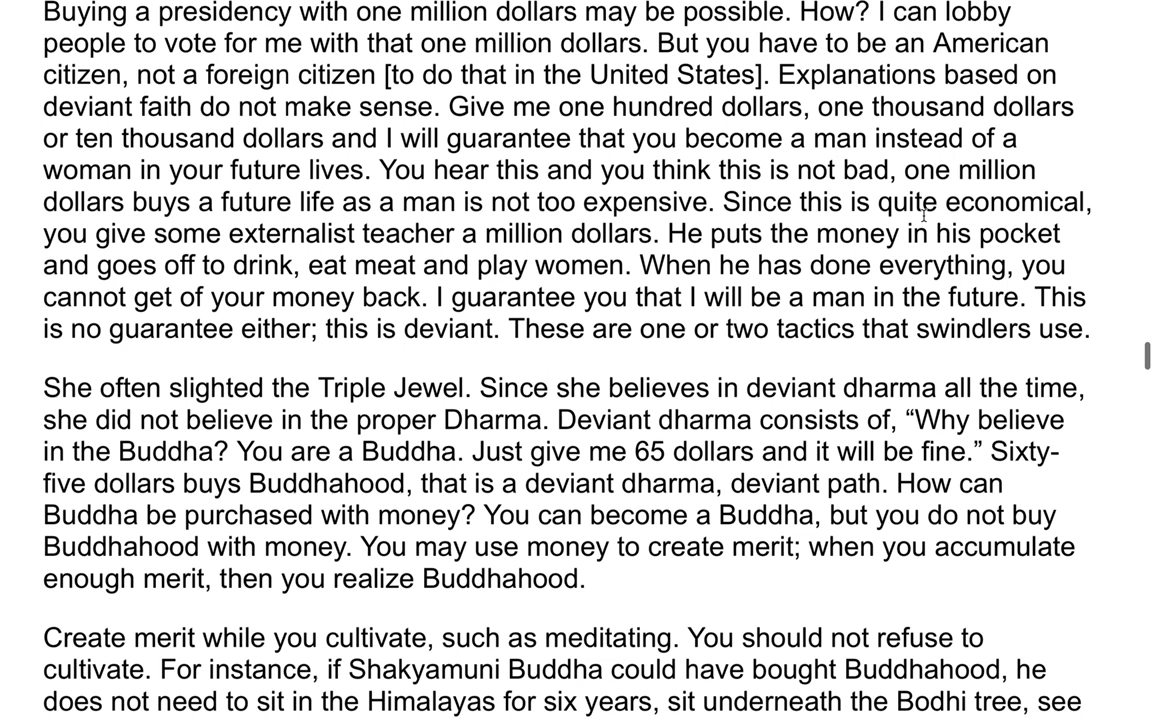 Buying a presidency with one million dollars may be possible. How? I can lobby
people to vote for me with that one million dollars. But you have to be an American
citizen, not a foreign citizen [to do that in the United States]. Explanations based on
deviant faith do not make sense. Give me one hundred dollars, one thousand dollars
or ten thousand dollars and I will guarantee that you become a man instead of a
woman in your future lives. You hear this and you think this is not bad, one million
dollars buys a future life as a man is not too expensive. Since this is quite economical,
you give some externalist teacher a million dollars. He puts the money in his pocket
and goes off to drink, eat meat and play women. When he has done everything, you
cannot get of your money back. I guarantee you that I will be a man in the future. This
is no guarantee either; this is deviant. These are one or two tactics that swindlers use.
She often slighted the Triple Jewel. Since she believes in deviant dharma all the time,
she did not believe in the proper Dharma. Deviant dharma consists of, “Why believe
in the Buddha? You are a Buddha. Just give me 65 dollars and it will be fine.” Sixty-
five dollars buys Buddhahood, that is a deviant dharma, deviant path. How can
Buddha be purchased with money? You can become a Buddha, but you do not buy
Buddhahood with money. You may use money to create merit; when you accumulate
enough merit, then you realize Buddhahood.
Create merit while you cultivate, such as meditating. You should not refuse to
cultivate. For instance, if Shakyamuni Buddha could have bought Buddhahood, he
does not need to sit in the Himalayas for six years, sit underneath the Bodhi tree, see